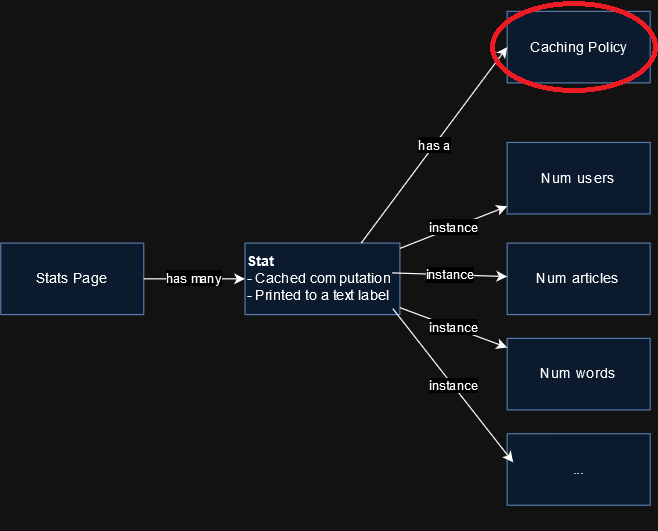 Caching Policy
has a
Num users
instance
Stats Page
has many
Stat
- Cached computation
- Printed to a text label
instance
Num articles
instance
Num words
instance
...